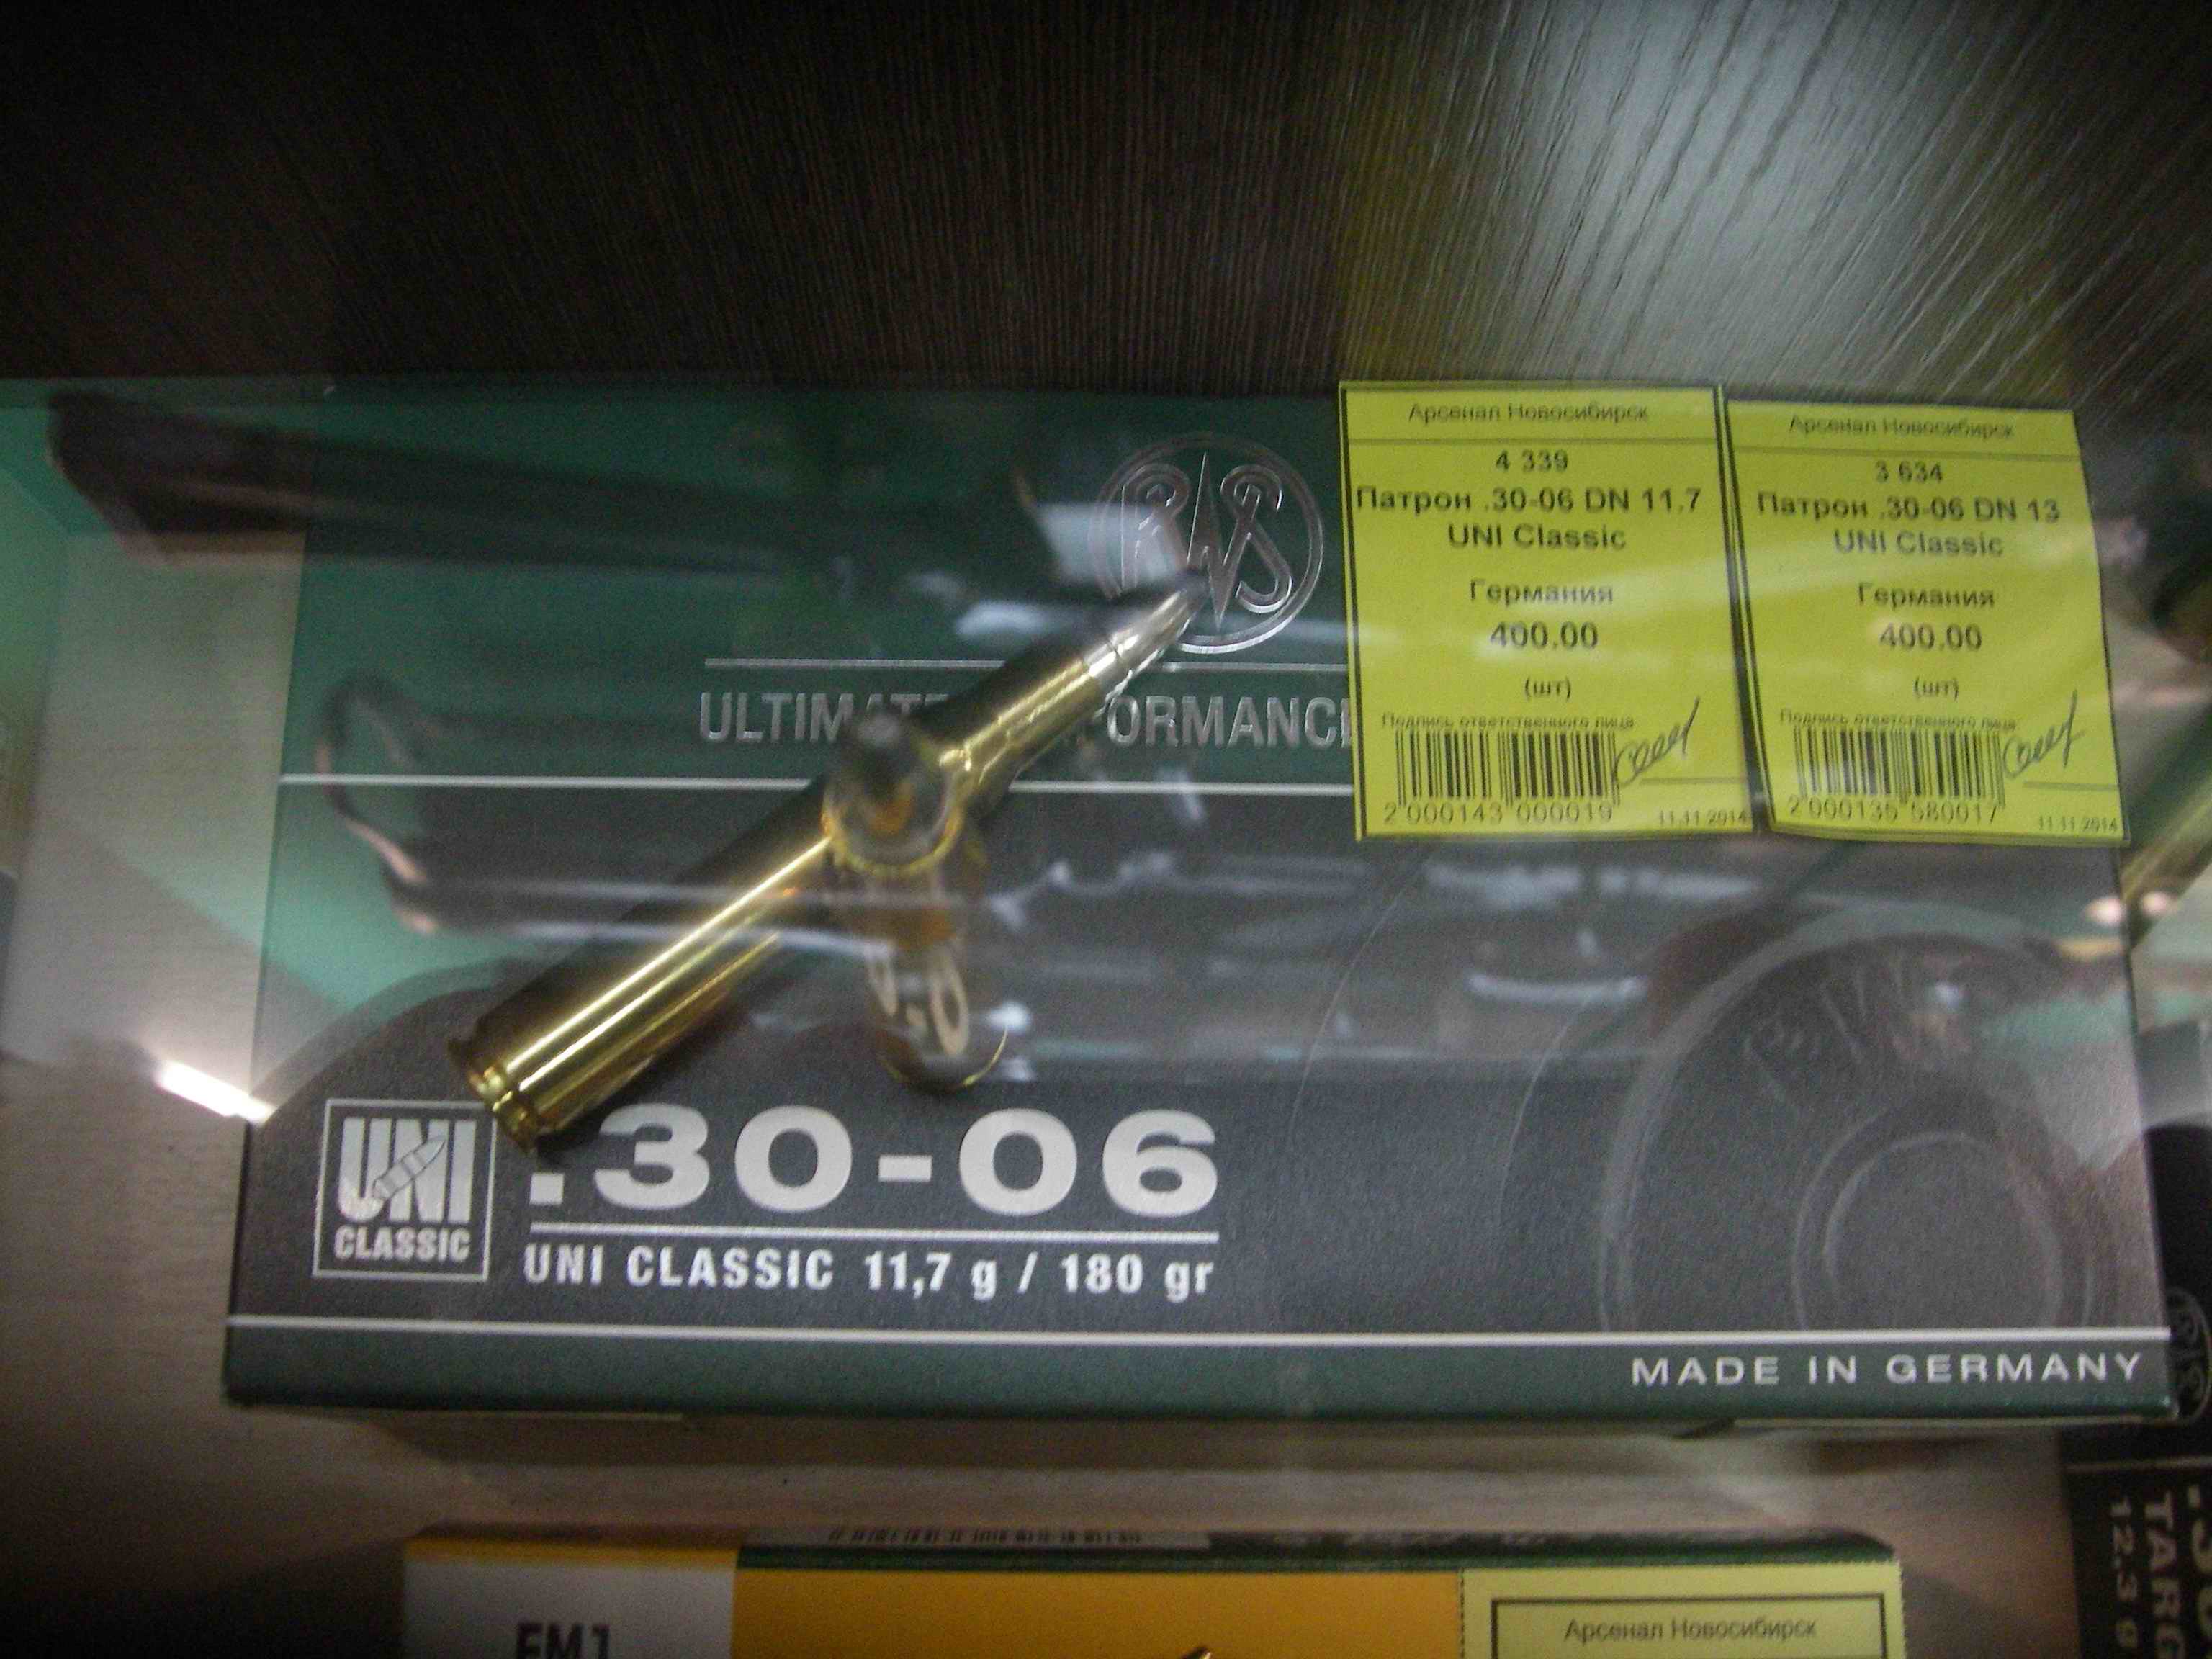 RWS
ULTIMATE
ORMANC
Арсенал Новосибирск
4 339
Патрон .30-06 DN 11.7
UNI Classic
Германия
400.00
(шт)
Подпись ответственного лица
2 000143 000019
11.11.2014
Арсенал Новосибирск
3 634
Патрон .30-06 DN 13
UNI Classic
Германия
400.00
(шт)
Подпись ответственного лица
2 000135 580017
11.11.2014
UNI
CLASSIC
.30-06
UNI CLASSIC 11,7 g / 180 gr
MADE IN GERMANY
Арсенал Новосибирск
TARG